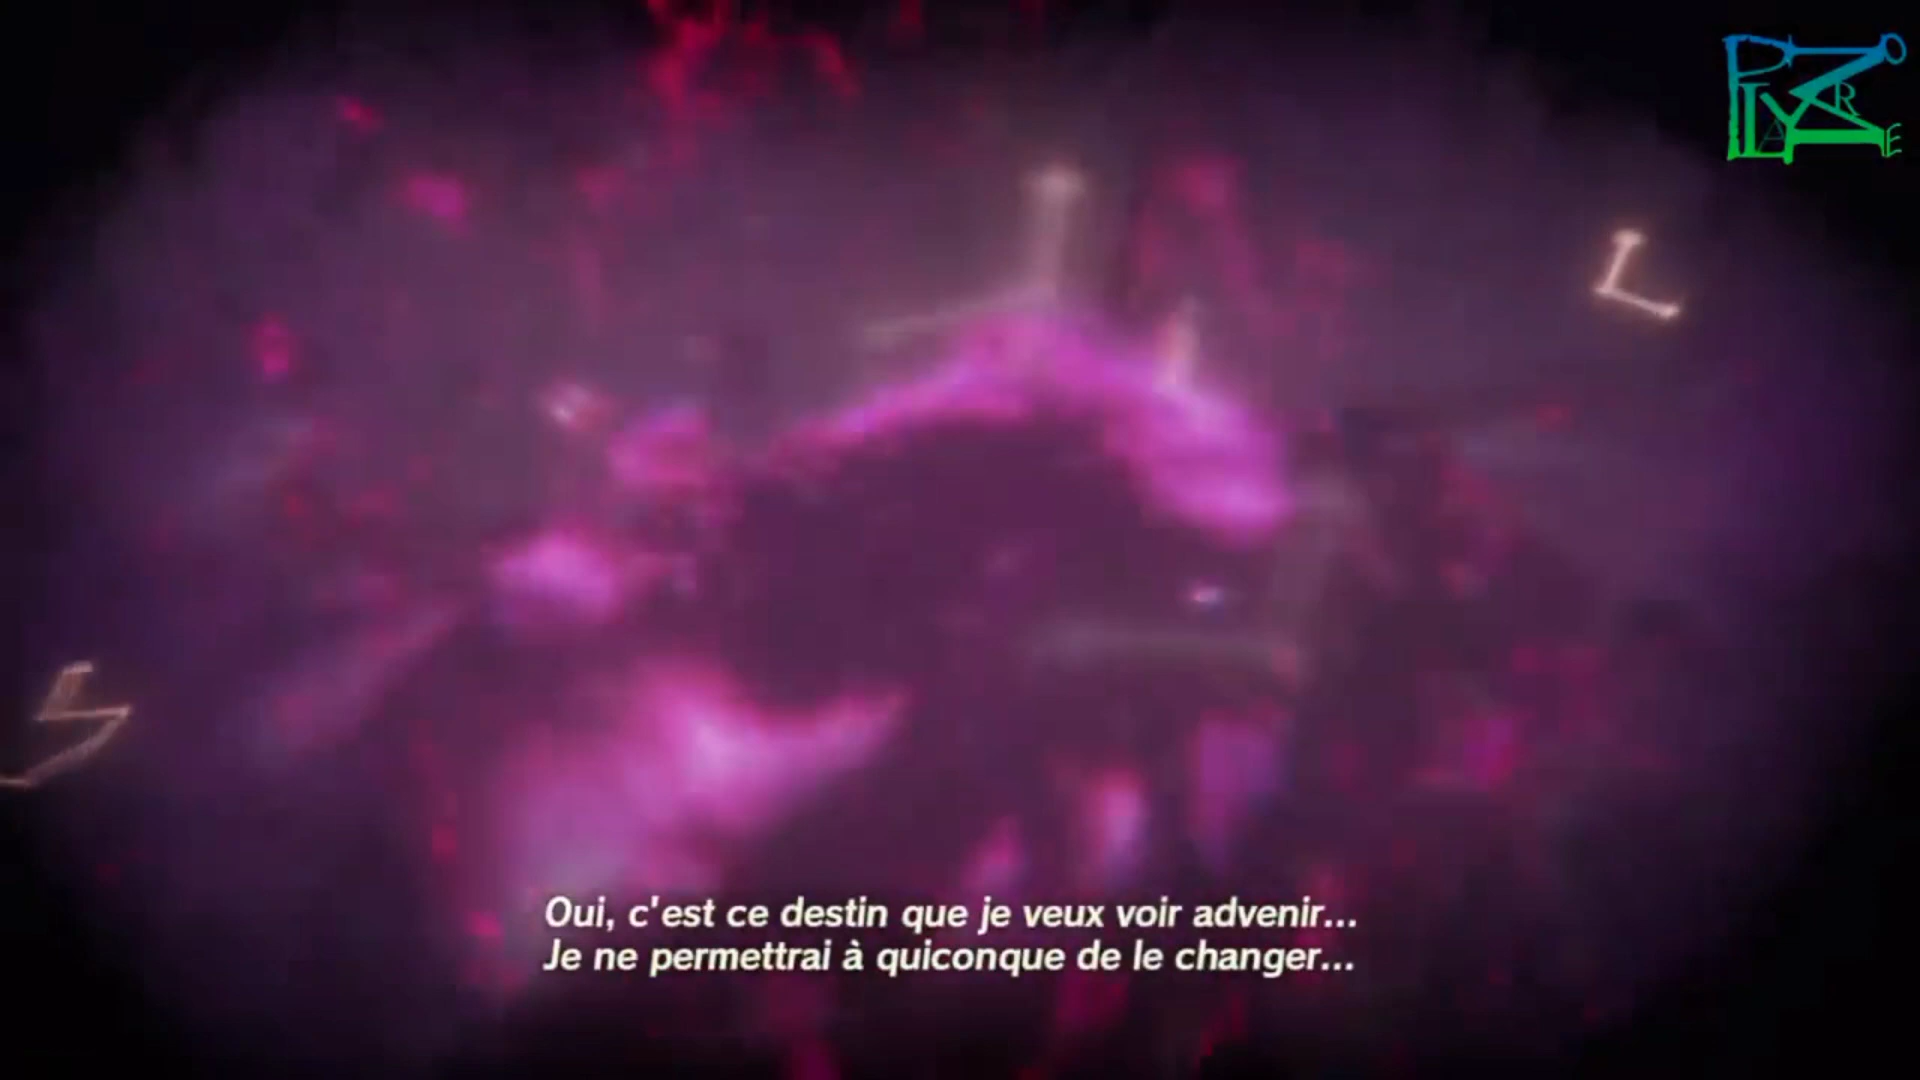 Oui, c'est ce destin que je veux voir advenir...
Je ne permettrai à quiconque de le changer...